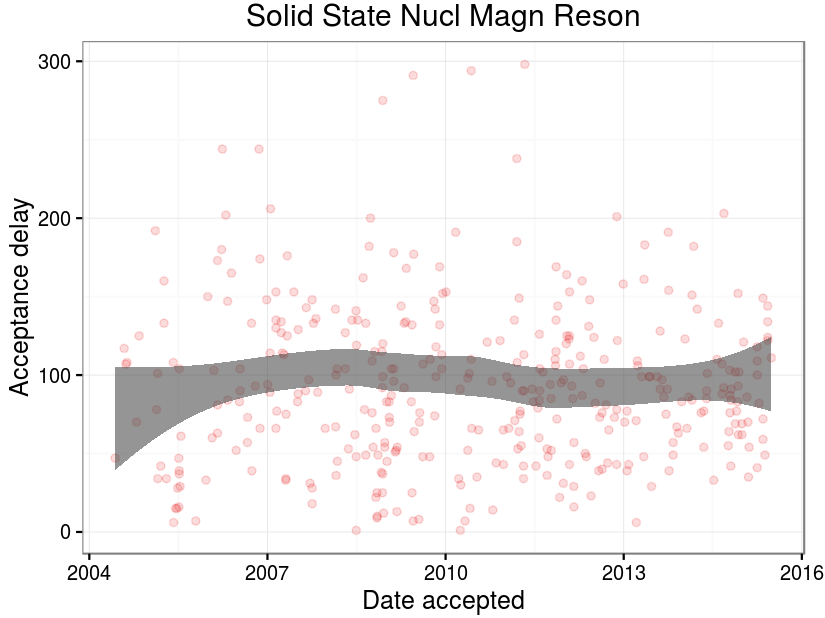 Solid State Nucl Magn Reson
Acceptance delay
300
200
100
0
2004 2007 2010 2013 2016
Date accepted